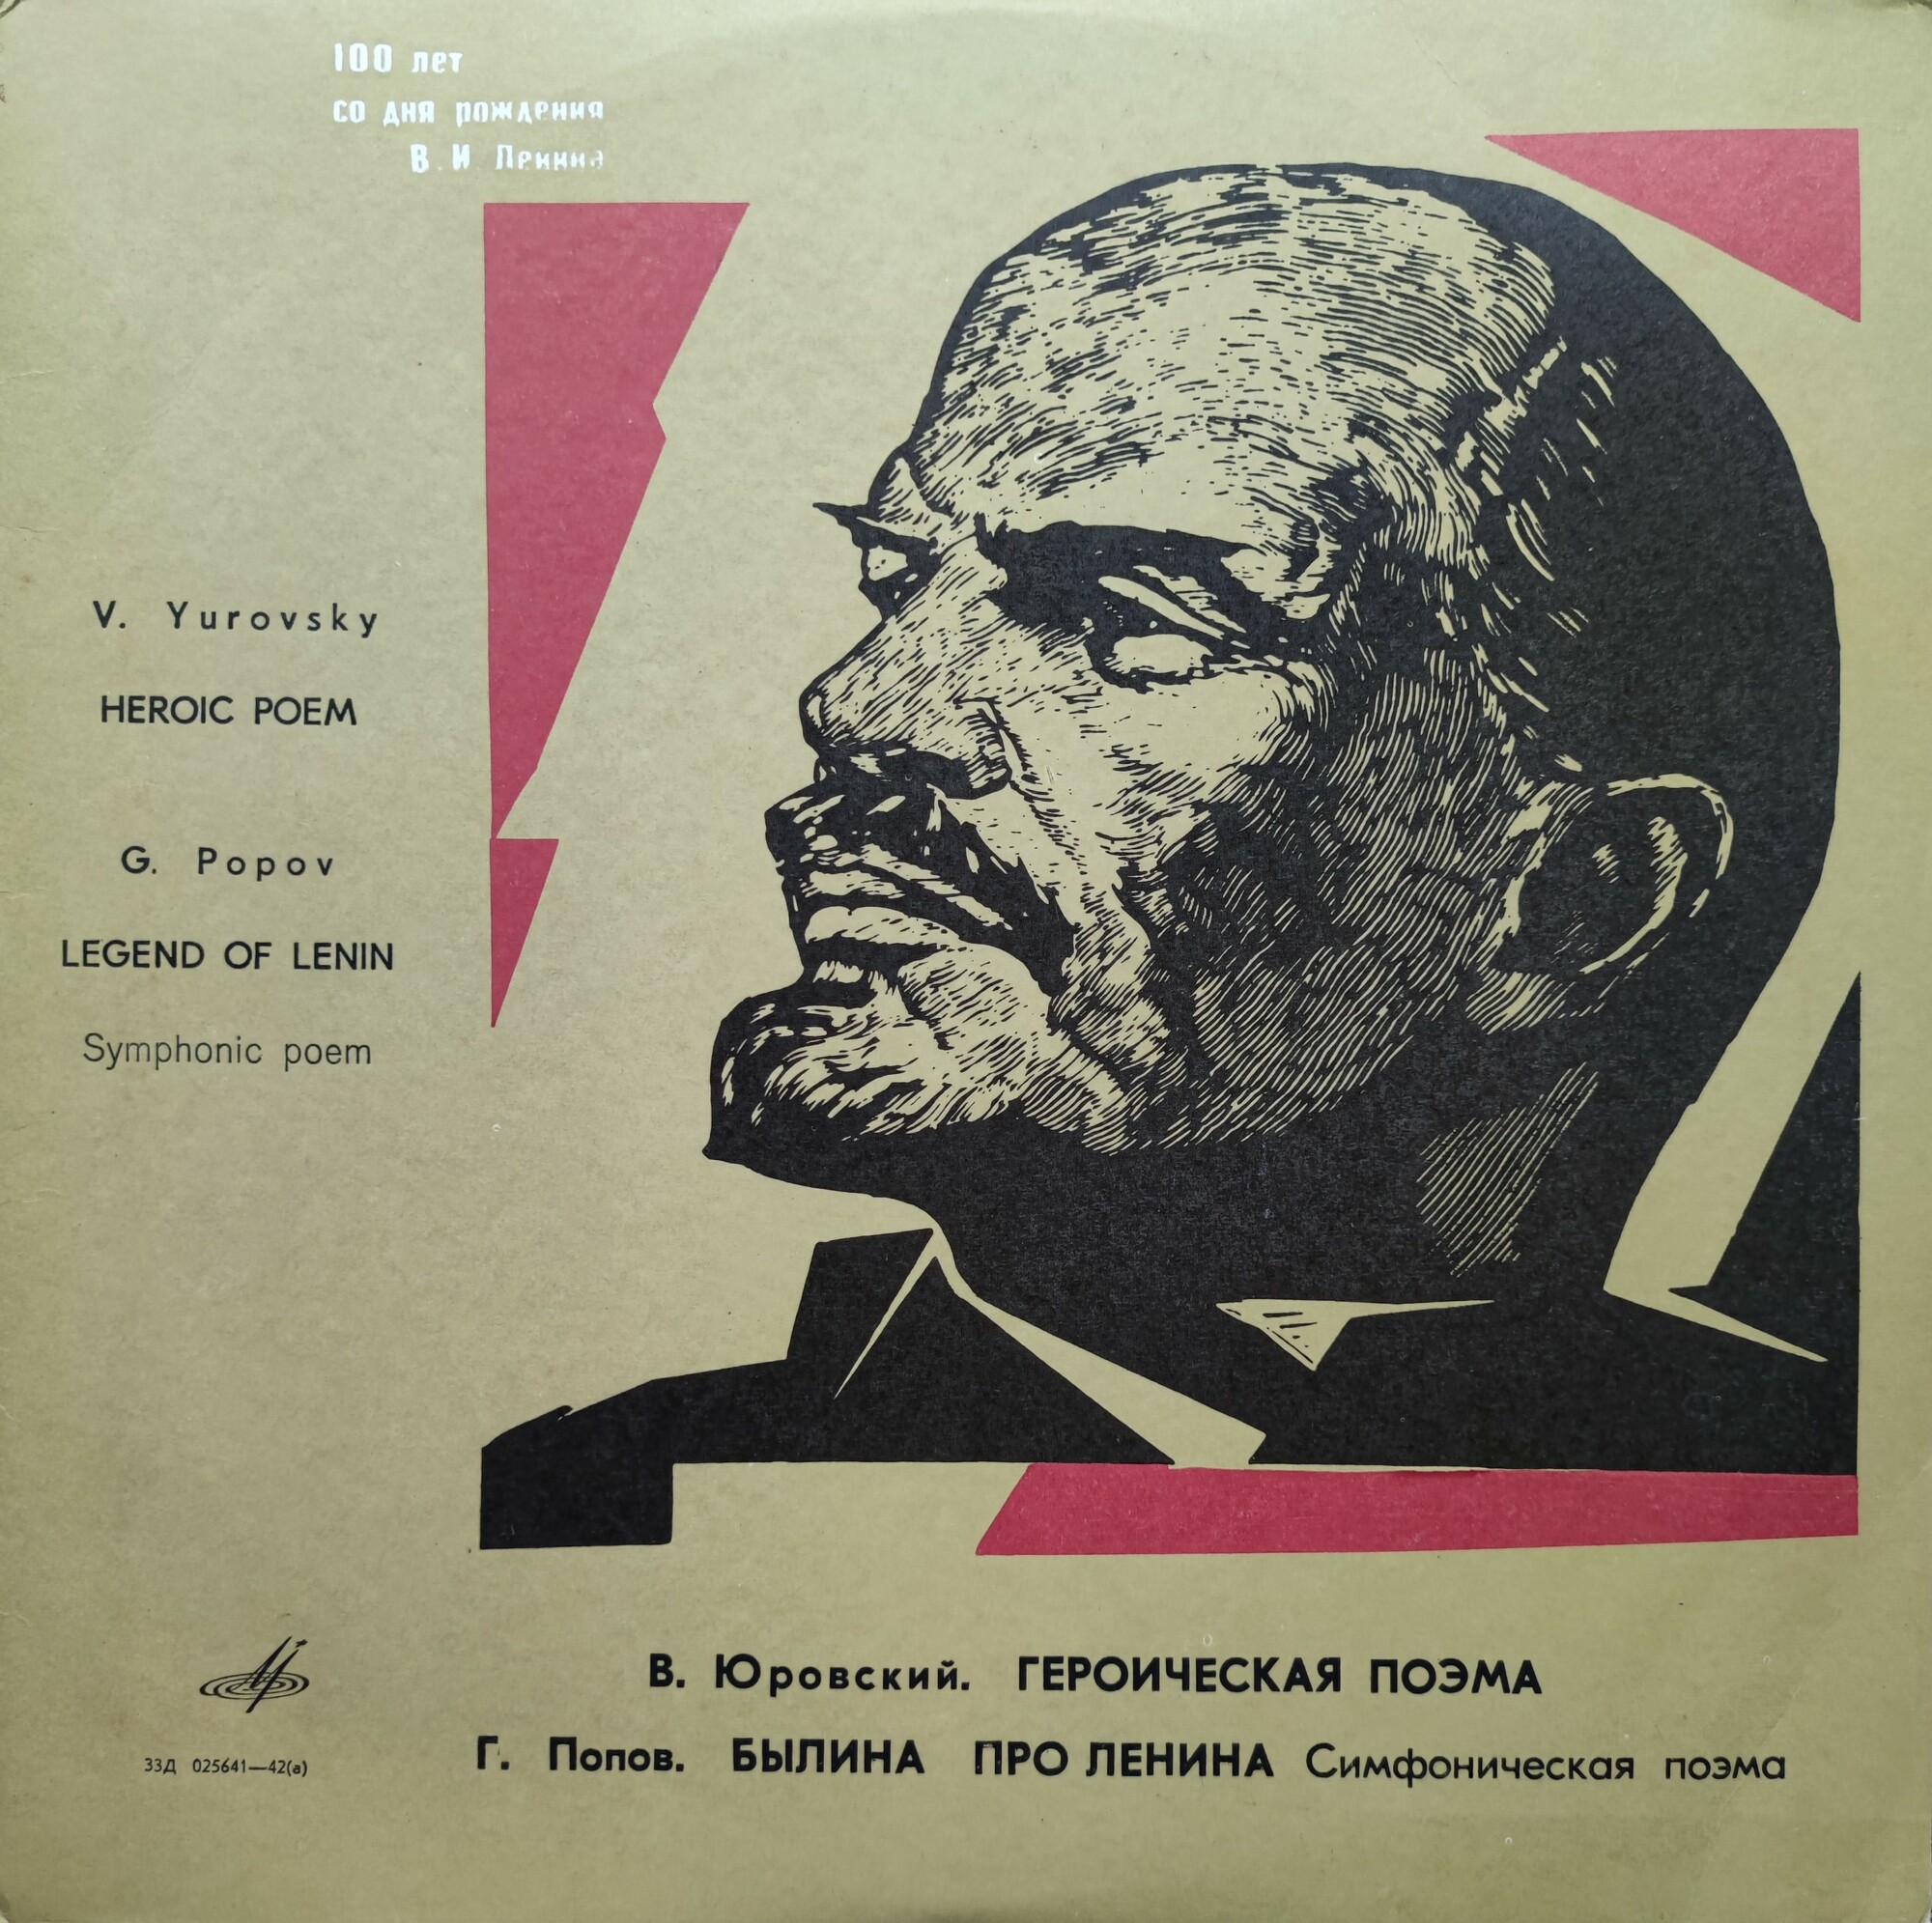 100 лет
со дня рождения
В. И. Ленина
V. Yurovsky
HEROIC POEM
G. Popov
LEGEND OF LENIN
Symphonic poem
В. Юровский. ГЕРОИЧЕСКАЯ ПОЭМА
Г. Попов. БЫЛИНА ПРО ЛЕНИНА Симфоническая поэма
33Д 025641—42(а)